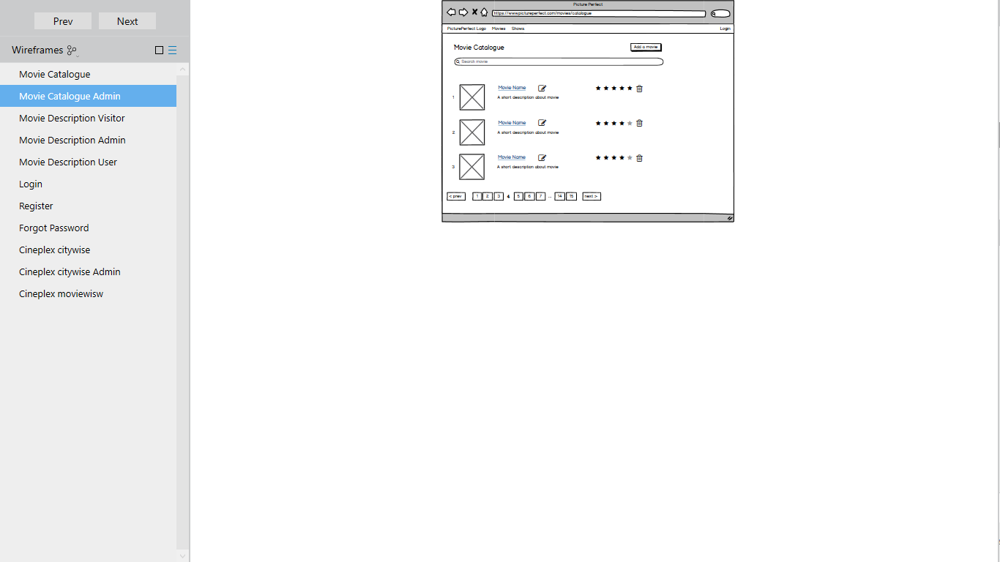 Prev Next
Wireframes
Movie Catalogue
Movie Catalogue Admin
Movie Description Visitor
Movie Description Admin
Movie Description User
Login
Register
Forgot Password
Cineplex citywise
Cineplex citywise Admin
Cineplex moviewisw
Picture Perfect
https://www.pictureperfect.com/movies/catalogue
PicturePerfect Logo Movies Shows Login
Movie Catalogue Add a movie
Search movie
1 Movie Name
A short description about movie
2 Movie Name
A short description about movie
3 Movie Name
A short description about movie
< prev 1 2 3 4 5 6 7 ... 14 15 next >